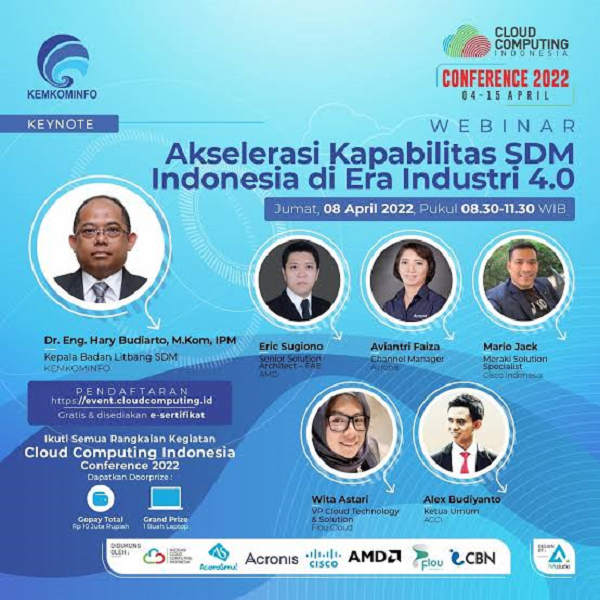 KEMKOMINFO
CLOUD
COMPUTING
INDONESIA
CONFERENCE 2022
04-15 APRIL
KEYNOTE
WEBINAR
Akselerasi Kapabilitas SDM
Indonesia di Era Industri 4.0
Jumat, 08 April 2022, Pukul 08.30-11.30 WIB
Dr. Eng. Hary Budiarto, M.Kom, IPM
Kepala Badan Litbang SDM
KEMKOMINFO
Eric Sugiono
Senior Solution
Architect - FAE
AMD
Aviantri Faiza
Channel Manager
Acronis
Mario Jaek
Meraki Solution
Specialist
Cisco Indonesia
PENDAFTARAN
https://event.cloudcomputing.id
Gratis & disediakan e-sertifikat
Ikuti Semua Rangkaian Kegiatan
Cloud Computing Indonesia
Conference 2022
Dapatkan Doorprize :
Gopay Total
Rp 10 Juta Rupiah
Grand Prize
1 Buah Laptop
Wita Astari
VP Cloud Technology
& Solution
Flou Cloud
Alex Budiyanto
Ketua Umum
ACCI
DIDUKUNG
OLEH :
ASOSIASI
CLOUD
COMPUTING
INDONESIA
Acronis
CISCO
AMD
Flou
CBN